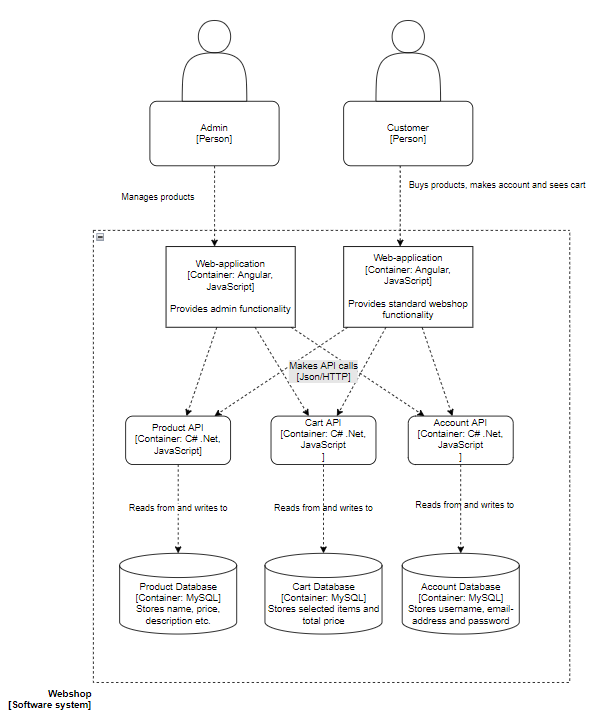 Admin
[Person]
Customer
[Person]
Manages products
Buys products, makes account and sees cart
Web-application
[Container: Angular,
JavaScript]
Provides admin functionality
Web-application
[Container: Angular,
JavaScript]
Provides standard webshop
functionality
Makes API calls
[Json/HTTP]
Product API
[Container: C# .Net,
JavaScript]
Cart API
[Container: C# .Net,
JavaScript
]
Account API
[Container: C# .Net,
JavaScript
]
Reads from and writes to
Reads from and writes to
Reads from and writes to
Product Database
[Container: MySQL]
Stores name, price,
description etc.
Cart Database
[Container: MySQL]
Stores selected items and
total price
Account Database
[Container: MySQL]
Stores username, email-
address and password
Webshop
[Software system]